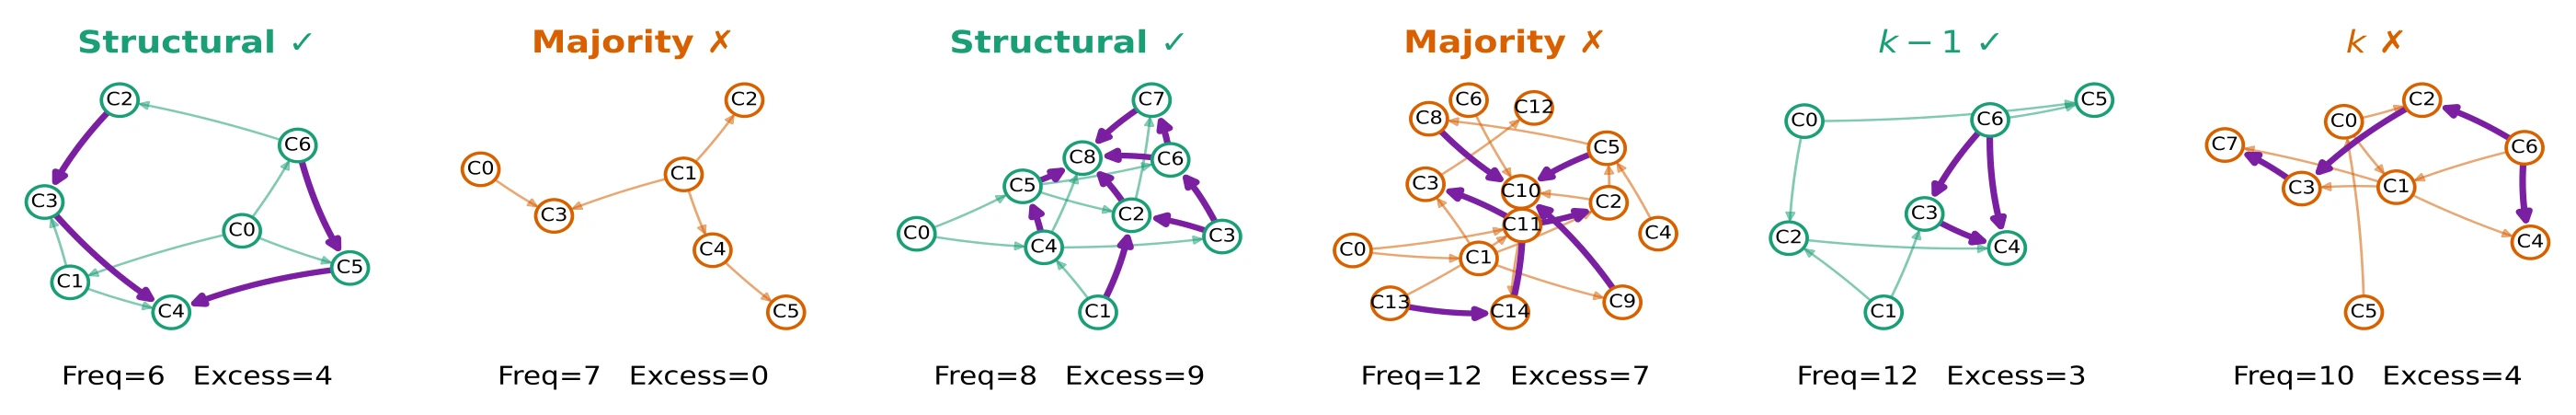 Structural ✓
C2
C6
C3
C0
C5
C1
C4
Freq=6 Excess=4
Majority ✗
C2
C0
C1
C3
C4
C5
Freq=7 Excess=0
Structural ✓
C7
C8
C6
C5
C2
C0
C3
C4
C1
Freq=8 Excess=9
Majority ✗
C6
C12
C8
C5
C3
C10
C2
C11
C4
C0
C1
C13
C9
C14
Freq=12 Excess=7
k − 1 ✓
C5
C0
C6
C3
C2
C4
C1
Freq=12 Excess=3
k ✗
C2
C0
C7
C6
C3
C1
C4
C5
Freq=10 Excess=4